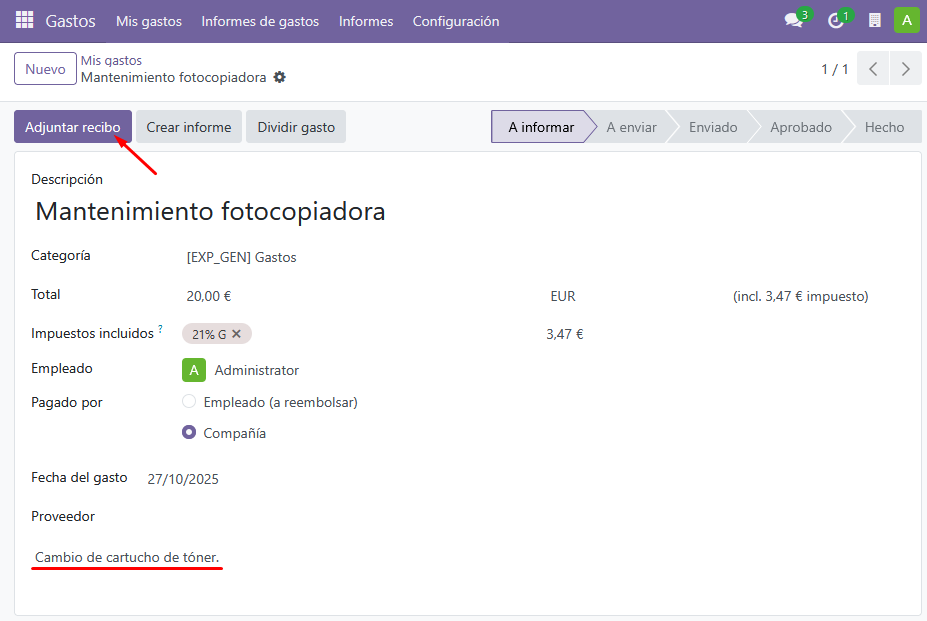 Gastos Mis gastos Informes de gastos Informes Configuración 3 1 A
Nuevo Mis gastos
Mantenimiento fotocopiadora 1 / 1
Adjuntar recibo Crear informe Dividir gasto A informar A enviar Enviado Aprobado Hecho
Descripción
Mantenimiento fotocopiadora
Categoría [EXP_GEN] Gastos
Total 20,00 € EUR (incl. 3,47 € impuesto)
Impuestos incluidos ? 21% G ✕ 3,47 €
Empleado A Administrator
Pagado por Empleado (a reembolsar)
Compañía
Fecha del gasto 27/10/2025
Proveedor
Cambio de cartucho de tóner.